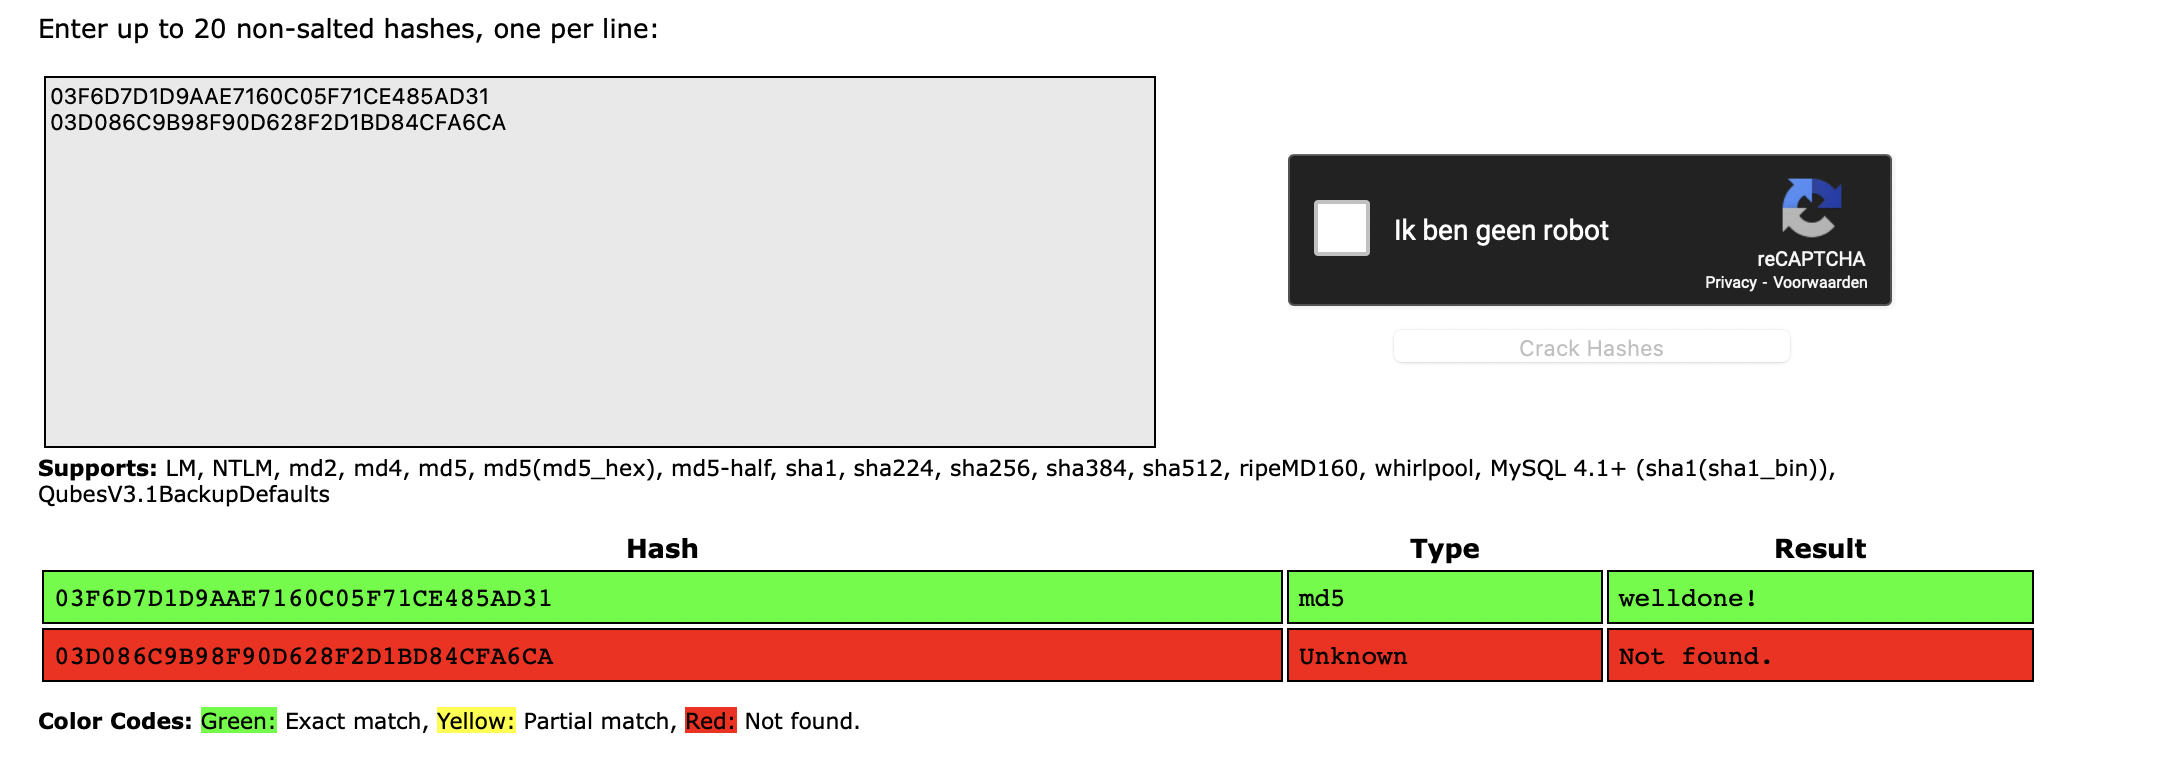 Enter up to 20 non-salted hashes, one per line:
03F6D7D1D9AAE7160C05F71CE485AD31
03D086C9B98F90D628F2D1BD84CFA6CA
Ik ben geen robot
reCAPTCHA
Privacy - Voorwaarden
Crack Hashes
Supports: LM, NTLM, md2, md4, md5, md5(md5_hex), md5-half, sha1, sha224, sha256, sha384, sha512, ripeMD160, whirlpool, MySQL 4.1+ (sha1(sha1_bin)),
QubesV3.1BackupDefaults
Hash Type Result
03F6D7D1D9AAE7160C05F71CE485AD31 md5 welldone!
03D086C9B98F90D628F2D1BD84CFA6CA Unknown Not found.
Color Codes: Green: Exact match, Yellow: Partial match, Red: Not found.